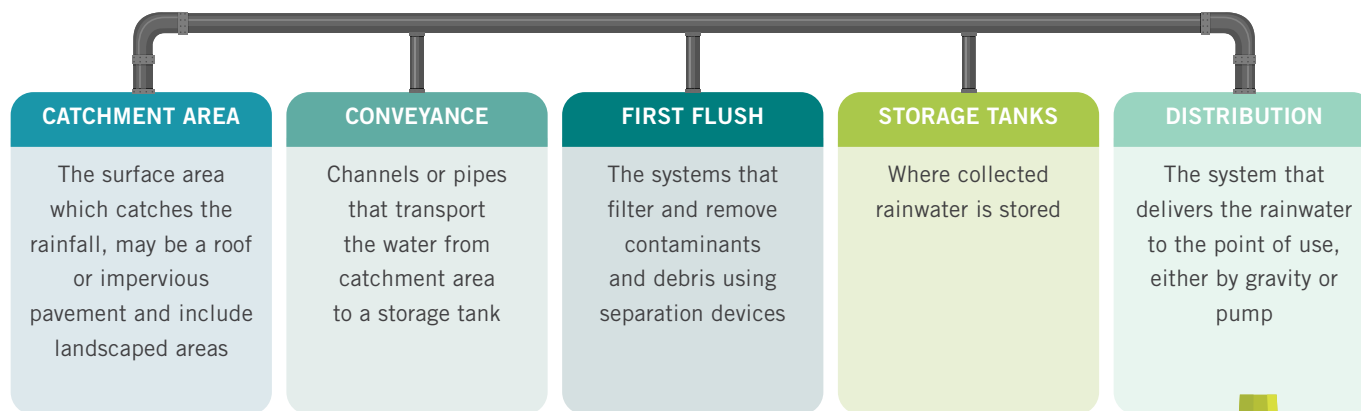 CATCHMENT AREA
The surface area
which catches the
rainfall, may be a roof
or impervious
pavement and include
landscaped areas
CONVEYANCE
Channels or pipes
that transport
the water from
catchment area
to a storage tank
FIRST FLUSH
The systems that
filter and remove
contaminants
and debris using
separation devices
STORAGE TANKS
Where collected
rainwater is stored
DISTRIBUTION
The system that
delivers the rainwater
to the point of use,
either by gravity or
pump